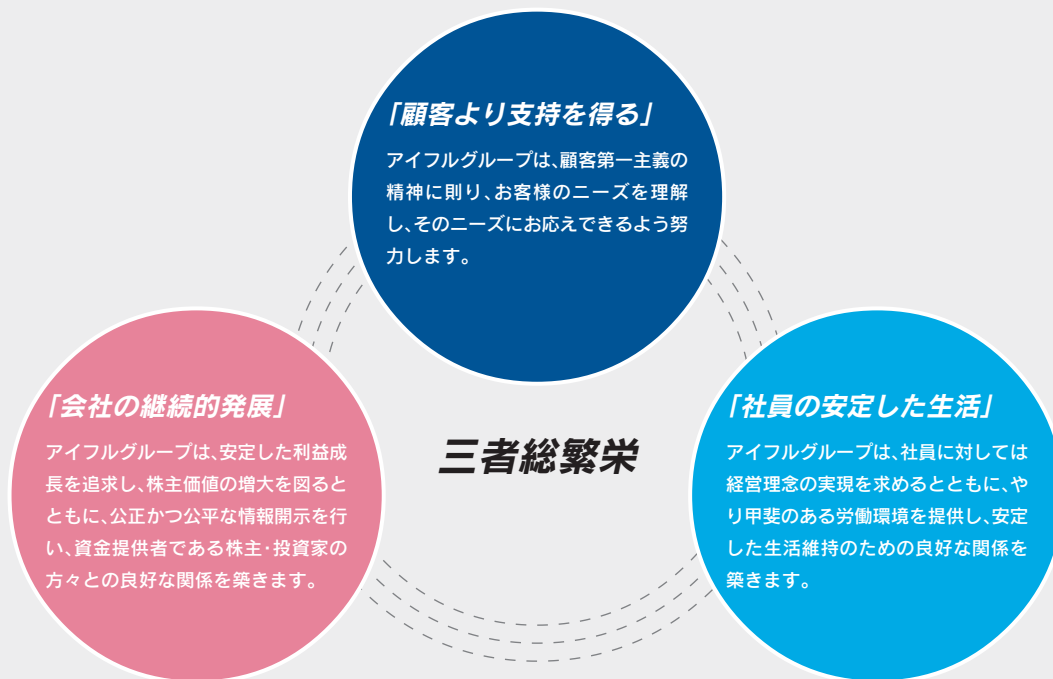 「顧客より支持を得る」
アイフルグループは、顧客第一主義の
精神に則り、お客様のニーズを理解
し、そのニーズにお応えできるよう努
力します。
「会社の継続的発展」
アイフルグループは、安定した利益成
長を追求し、株主価値の増大を図ると
ともに、公正かつ公平な情報開示を行
い、資金提供者である株主・投資家の
方々との良好な関係を築きます。
三者総繁栄
「社員の安定した生活」
アイフルグループは、社員に対しては
経営理念の実現を求めるとともに、や
り甲斐のある労働環境を提供し、安定
した生活維持のための良好な関係を
築きます。